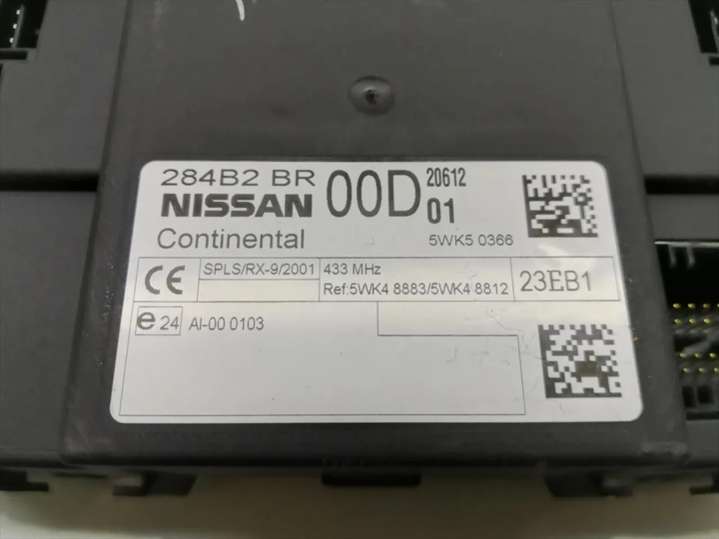 284B2 BR 00D 20612
NISSAN 01
Continental 5WK5 0366
CE SPLS/RX-9/2001 433 MHz
Ref:5WK4 8883/5WK4 8812 23EB1
e 24 AI-00 0103